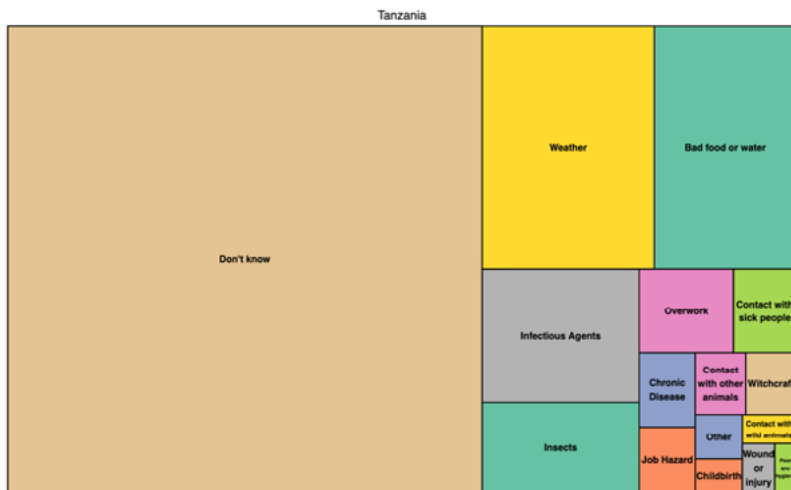 Tanzania
Weather
Bad food or water
Don't know
Infectious Agents
Overwork
Contact with
sick people
Chronic
Disease
Contact
with other
animals
Witchcraft
Insects
Job Hazard
Other
Contact with
wild animals
Childbirth
Wound
or
injury